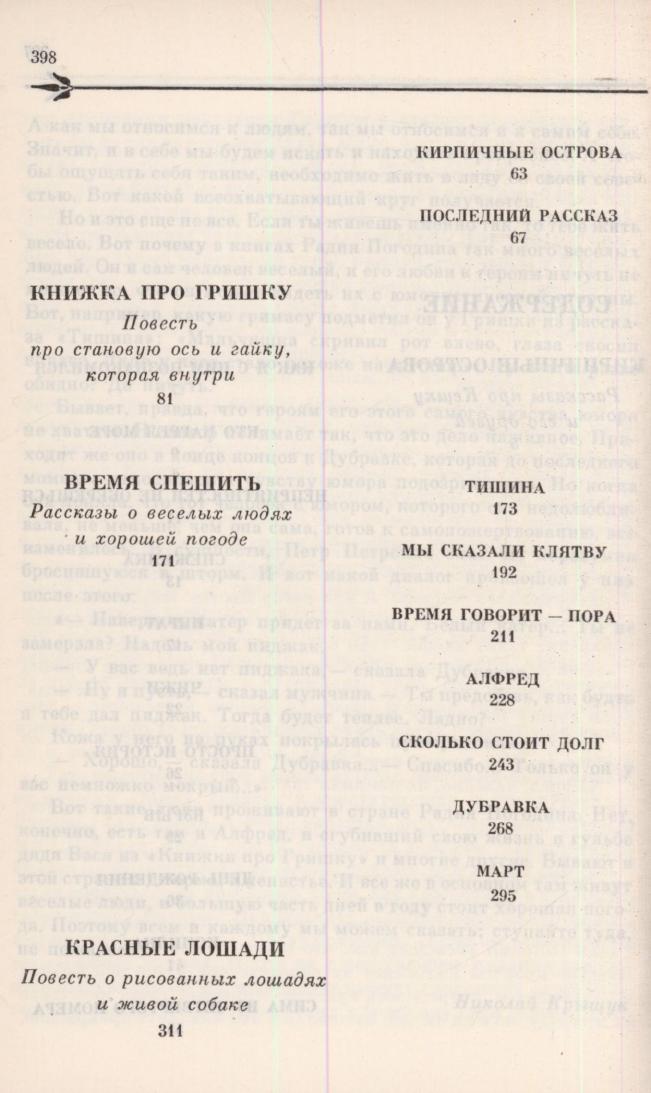 398
КИРПИЧНЫЕ ОСТРОВА
63
ПОСЛЕДНИЙ РАССКАЗ
67
КНИЖКА ПРО ГРИШКУ
Повесть
про становую ось и гайку,
которая внутри
81
ВРЕМЯ СПЕШИТЬ
Рассказы о веселых людях
и хорошей погоде
171
ТИШИНА
173
МЫ СКАЗАЛИ КЛЯТВУ
192
ВРЕМЯ ГОВОРИТ — ПОРА
211
АЛФРЕД
228
СКОЛЬКО СТОИТ ДОЛГ
243
ДУБРАВКА
268
МАРТ
295
КРАСНЫЕ ЛОШАДИ
Повесть о рисованных лошадях
и живой собаке
311